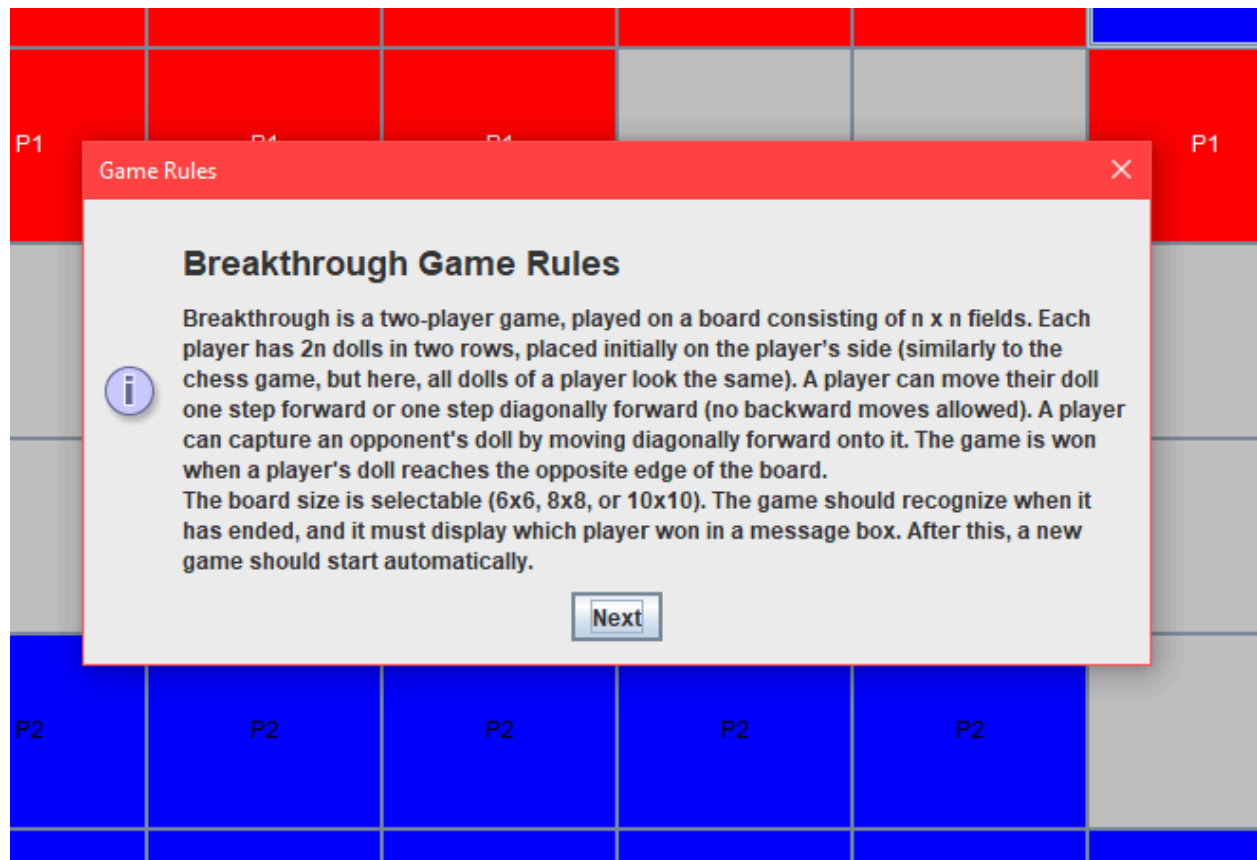 P1
P1
P1
P1
Game Rules
Breakthrough Game Rules
Breakthrough is a two-player game, played on a board consisting of n x n fields. Each
player has 2n dolls in two rows, placed initially on the player's side (similarly to the
chess game, but here, all dolls of a player look the same). A player can move their doll
one step forward or one step diagonally forward (no backward moves allowed). A player
can capture an opponent's doll by moving diagonally forward onto it. The game is won
when a player's doll reaches the opposite edge of the board.
The board size is selectable (6x6, 8x8, or 10x10). The game should recognize when it
has ended, and it must display which player won in a message box. After this, a new
game should start automatically.
Next
P2
P2
P2
P2
P2